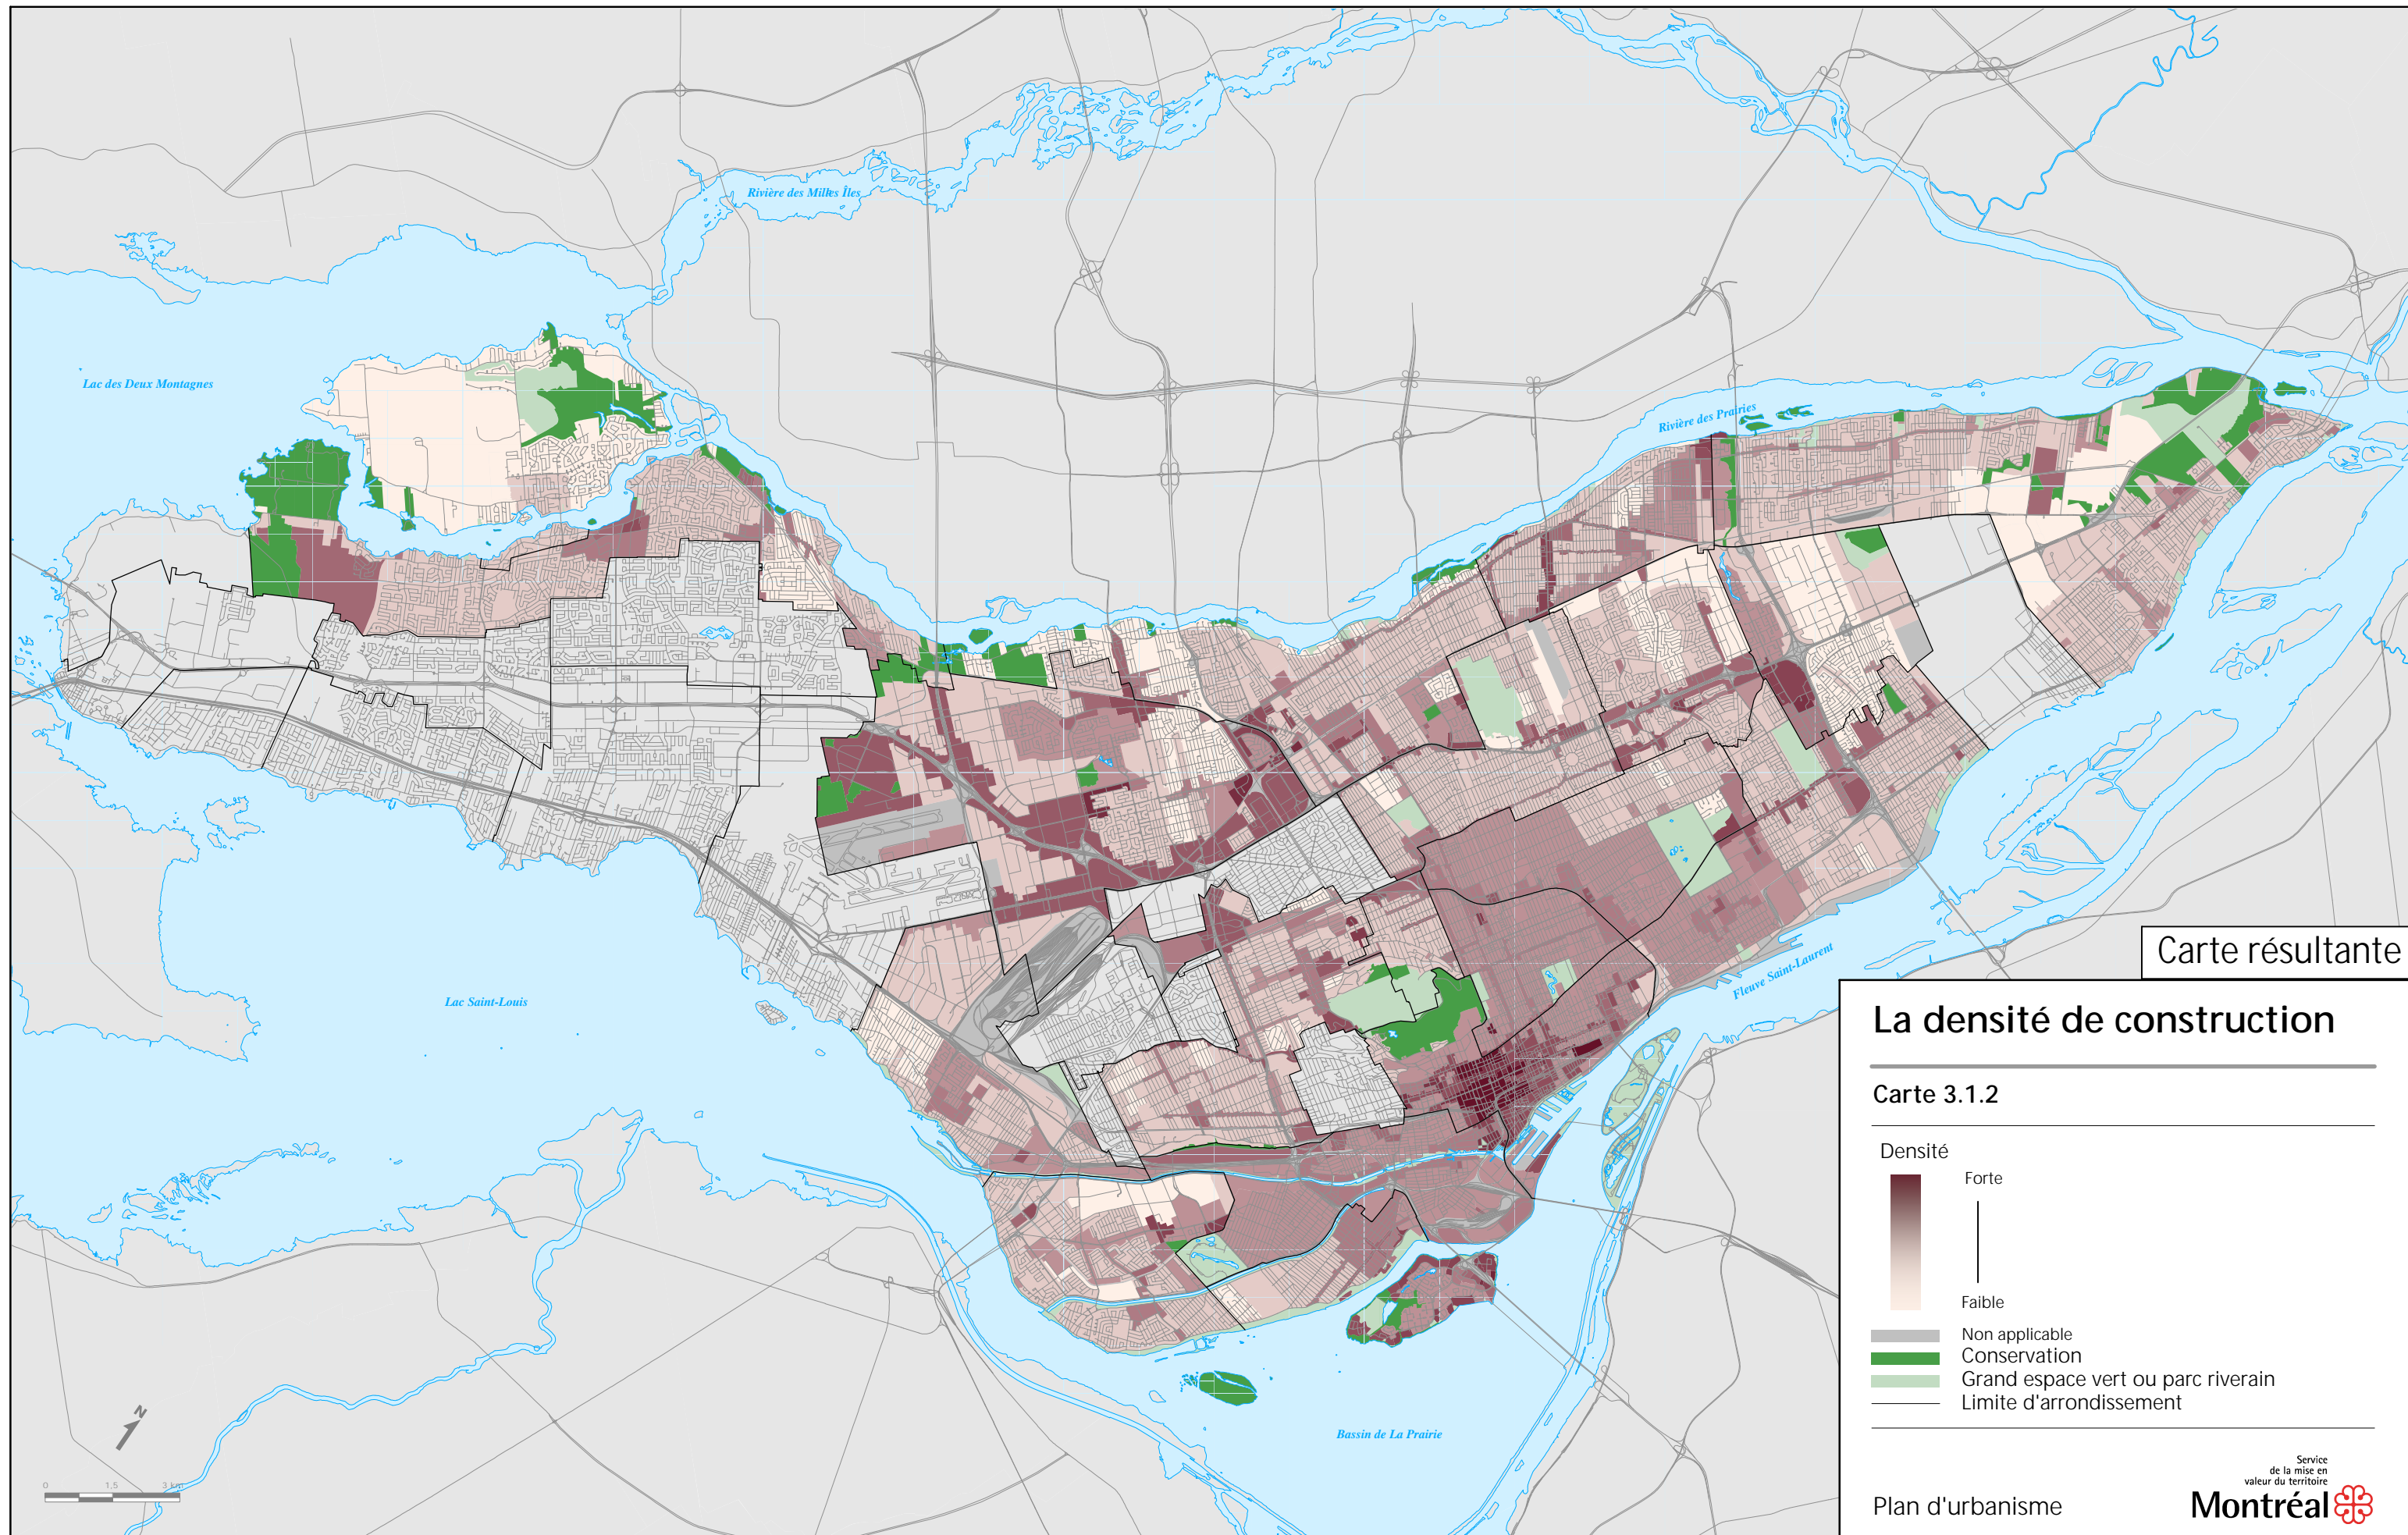 Rivière des Milles Îles
Lac des Deux Montagnes
Rivière des Prairies
Fleuve Saint-Laurent
Lac Saint-Louis
Bassin de La Prairie
N
0 1,5 3 km
Carte résultante
La densité de construction
Carte 3.1.2
Densité
Forte
Faible
Non applicable
Conservation
Grand espace vert ou parc riverain
Limite d'arrondissement
Plan d'urbanisme
Service
de la mise en
valeur du territoire
Montréal